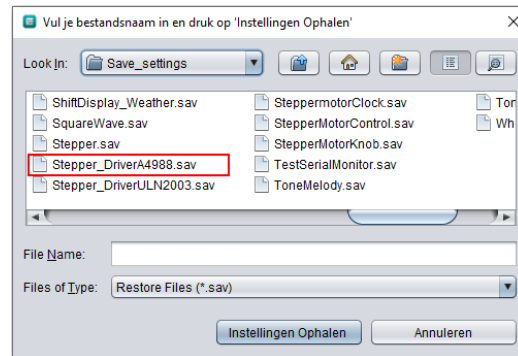 Vul je bestandsnaam in en druk op 'Instellingen Ophalen'
Look In: Save_settings
ShiftDisplay_Weather.sav SteppermotorClock.sav Ton
SquareWave.sav StepperMotorControl.sav Wh
Stepper.sav StepperMotorKnob.sav
Stepper_DriverA4988.sav TestSerialMonitor.sav
Stepper_DriverULN2003.sav ToneMelody.sav
File Name:
Files of Type: Restore Files (*.sav)
Instellingen Ophalen Annuleren